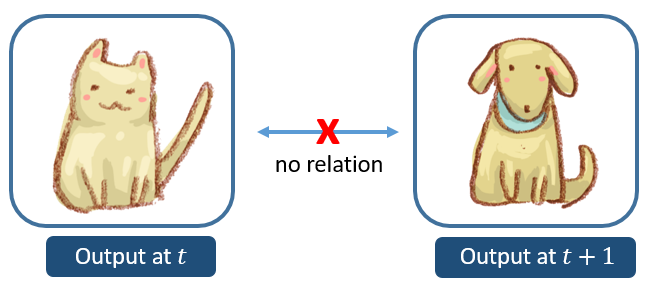 X
no relation
Output at t
Output at t + 1